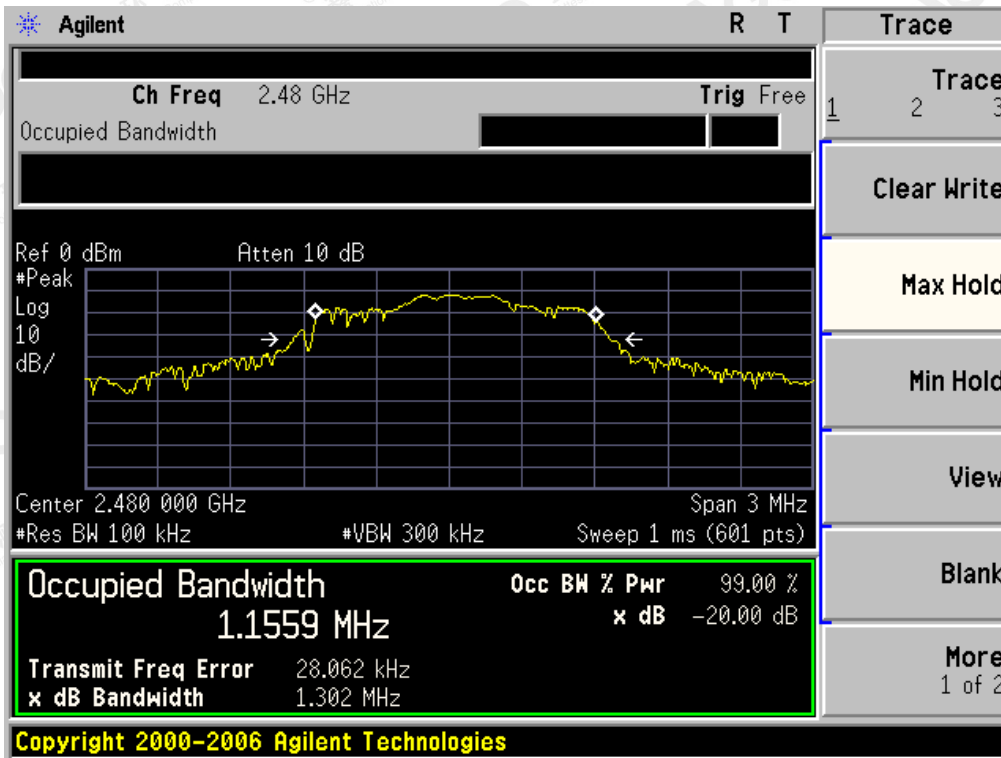 Agilent R T Trace
Ch Freq 2.48 GHz Trig Free
Occupied Bandwidth
Trace
1 2 3
Clear Write
Max Hold
Min Hold
View
Blank
More
1 of 2
Ref 0 dBm Atten 10 dB
#Peak
Log
10
dB/
Center 2.480 000 GHz Span 3 MHz
#Res BW 100 kHz #VBW 300 kHz Sweep 1 ms (601 pts)
Occupied Bandwidth Occ BW % Pwr 99.00 %
1.1559 MHz x dB -20.00 dB
Transmit Freq Error 28.062 kHz
x dB Bandwidth 1.302 MHz
Copyright 2000-2006 Agilent Technologies